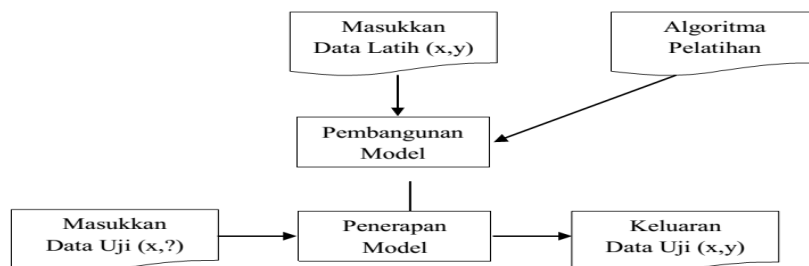 Masukkan
Data Latih (x,y)
Algoritma
Pelatihan
Pembangunan
Model
Masukkan
Data Uji (x,?)
Penerapan
Model
Keluaran
Data Uji (x,y)